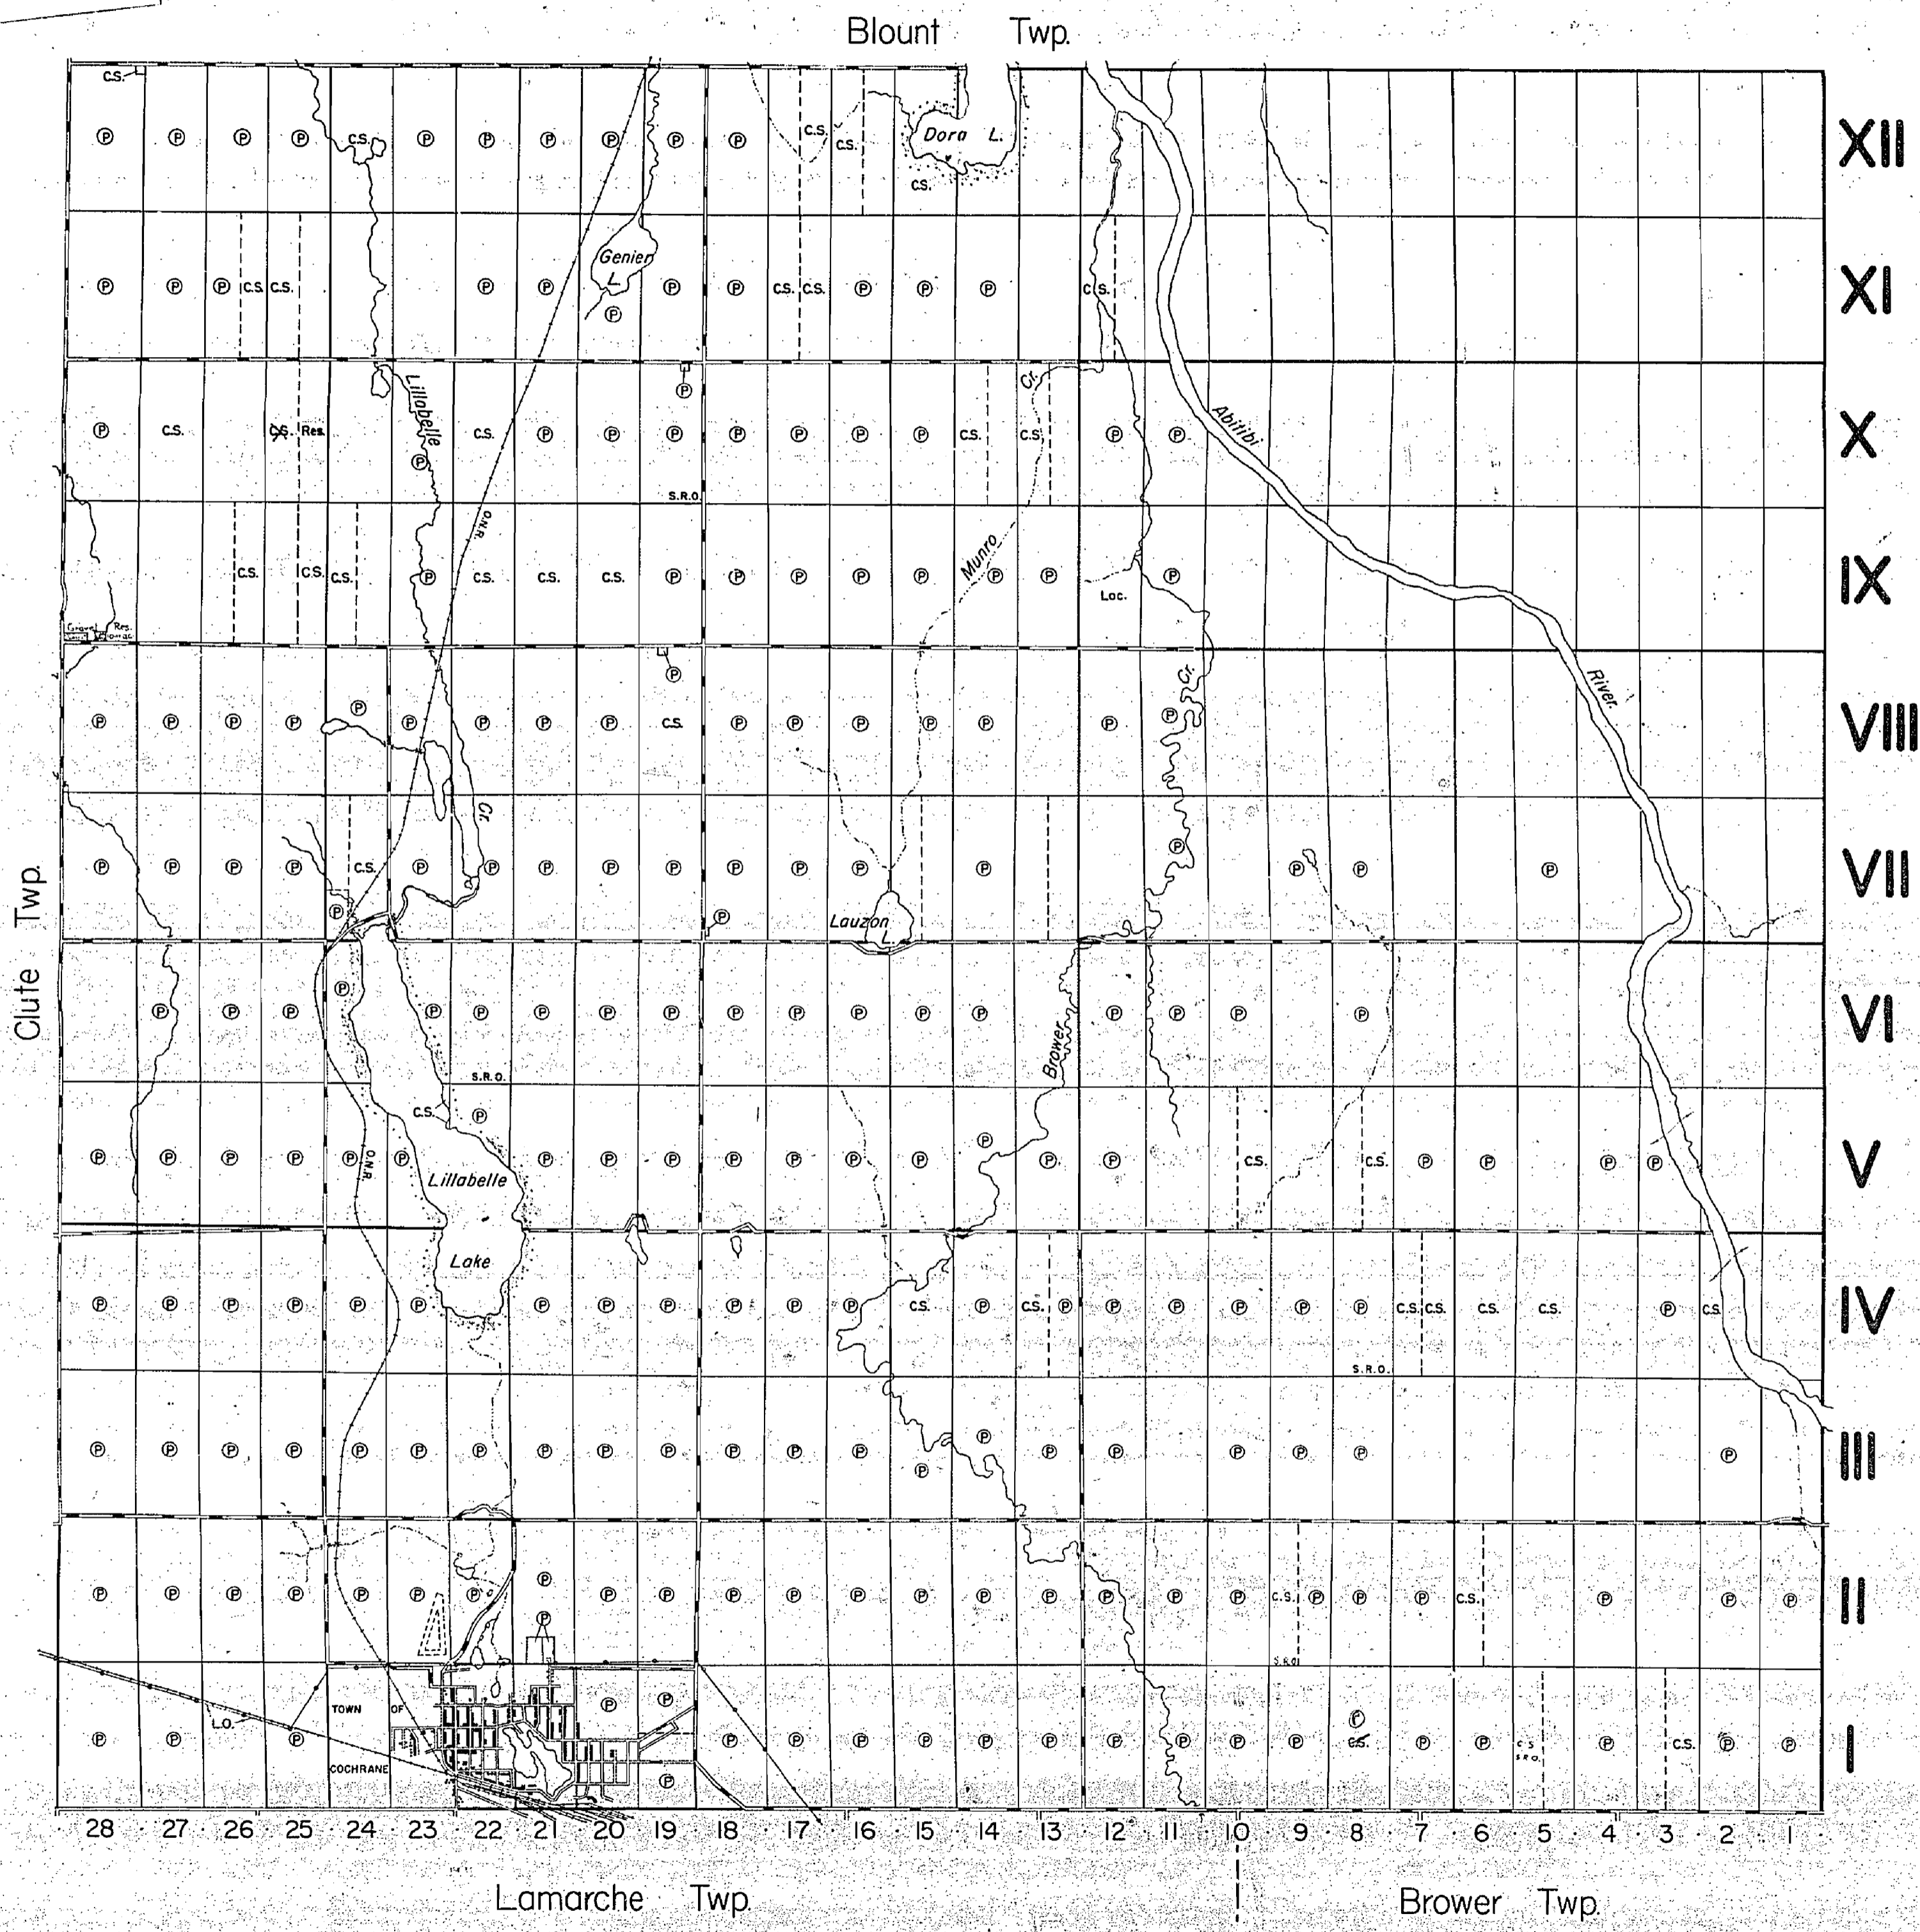 Blount Twp.
C.S.
Ⓟ Ⓟ Ⓟ Ⓟ C.S. Ⓟ Ⓟ Ⓟ Ⓟ Ⓟ Ⓟ C.S. C.S. Dora L. XII
C.S.
Genier
L.
Ⓟ Ⓟ Ⓟ C.S. C.S. Ⓟ Ⓟ Ⓟ Ⓟ C.S. C.S. Ⓟ Ⓟ Ⓟ C.S. XI
Ⓟ
Cr.
Ⓟ
Lillabelle
Abitibi
Ⓟ C.S. C.S. Res. C.S. Ⓟ Ⓟ Ⓟ Ⓟ Ⓟ Ⓟ Ⓟ C.S. C.S. Ⓟ Ⓟ X
Ⓟ
S.R.O.
O.N.R.
Munro
C.S. C.S. C.S. Ⓟ C.S. C.S. C.S. Ⓟ Ⓟ Ⓟ Ⓟ Ⓟ Ⓟ Ⓟ Ⓟ IX
Loc.
Gravel Res.
Ⓟ
Cr.
River
Ⓟ Ⓟ Ⓟ Ⓟ Ⓟ Ⓟ Ⓟ Ⓟ Ⓟ C.S. Ⓟ Ⓟ Ⓟ Ⓟ Ⓟ Ⓟ Ⓟ VIII
Cr.
Ⓟ Ⓟ Ⓟ Ⓟ C.S. Ⓟ Ⓟ Ⓟ Ⓟ Ⓟ Ⓟ Ⓟ Ⓟ Ⓟ Ⓟ Ⓟ Ⓟ Ⓟ VII
Ⓟ Ⓟ Lauzon
L.
Clute Twp.
Ⓟ
Ⓟ Ⓟ Ⓟ Ⓟ Ⓟ Ⓟ Ⓟ Ⓟ Ⓟ Ⓟ Ⓟ Ⓟ Ⓟ Ⓟ Ⓟ Ⓟ Ⓟ VI
Brower
S.R.O.
C.S. Ⓟ
Ⓟ
O.N.R.
Ⓟ Ⓟ Ⓟ Ⓟ Ⓟ Ⓟ Ⓟ Ⓟ Ⓟ Ⓟ Ⓟ Ⓟ Ⓟ Ⓟ Ⓟ C.S. C.S. Ⓟ Ⓟ Ⓟ Ⓟ V
Lillabelle
Lake
Ⓟ Ⓟ Ⓟ Ⓟ Ⓟ Ⓟ Ⓟ Ⓟ Ⓟ Ⓟ Ⓟ Ⓟ C.S. Ⓟ C.S. Ⓟ Ⓟ Ⓟ Ⓟ Ⓟ Ⓟ C.S. C.S. C.S. C.S. Ⓟ C.S. IV
S.R.O.
Ⓟ Ⓟ Ⓟ Ⓟ Ⓟ Ⓟ Ⓟ Ⓟ Ⓟ Ⓟ Ⓟ Ⓟ Ⓟ Ⓟ Ⓟ Ⓟ Ⓟ Ⓟ Ⓟ Ⓟ III
Ⓟ
Ⓟ
Ⓟ Ⓟ Ⓟ Ⓟ Ⓟ Ⓟ Ⓟ Ⓟ Ⓟ Ⓟ Ⓟ Ⓟ Ⓟ Ⓟ Ⓟ Ⓟ Ⓟ Ⓟ C.S. Ⓟ Ⓟ Ⓟ C.S. Ⓟ Ⓟ Ⓟ II
Ⓟ
S.R.O.
TOWN OF Ⓟ Ⓟ
L.O.
Ⓟ
Ⓟ Ⓟ Ⓟ Ⓟ Ⓟ Ⓟ Ⓟ Ⓟ Ⓟ Ⓟ Ⓟ Ⓟ Ⓟ C.S. Ⓟ Ⓟ C.S. Ⓟ C.S. Ⓟ Ⓟ I
S.R.O.
COCHRANE Ⓟ
28 27 26 25 24 23 22 21 20 19 18 17 16 15 14 13 12 11 10 9 8 7 6 5 4 3 2 1
Lamarche Twp. Brower Twp.